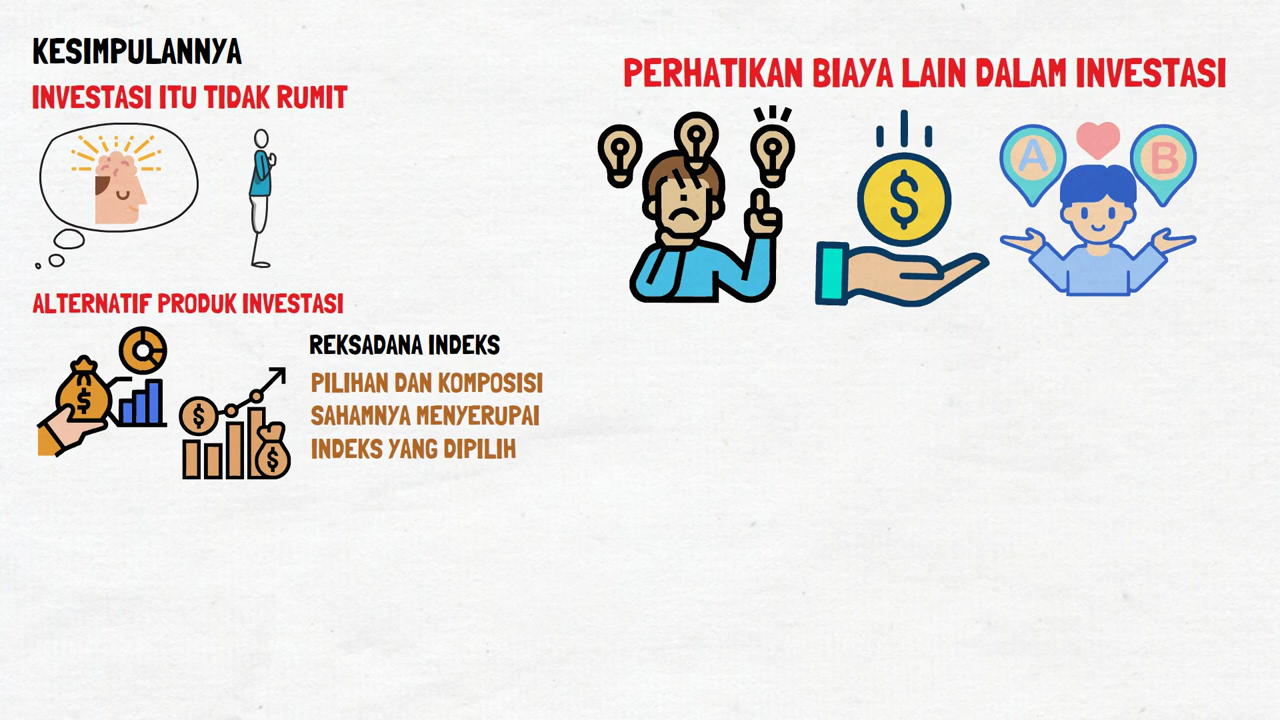 KESIMPULANNYA
INVESTASI ITU TIDAK RUMIT
ALTERNATIF PRODUK INVESTASI
$
$
$
REKSADANA INDEKS
PILIHAN DAN KOMPOSISI
SAHAMNYA MENYERUPAI
INDEKS YANG DIPILIH
PERHATIKAN BIAYA LAIN DALAM INVESTASI
$
A
B